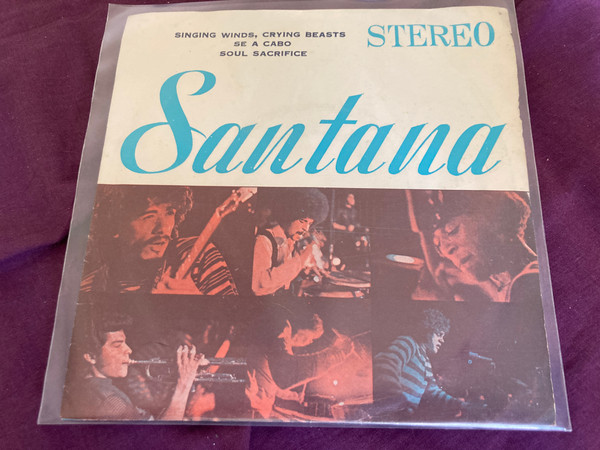 SINGING WINDS, CRYING BEASTS
SE A CABO
SOUL SACRIFICE
STEREO
Santana